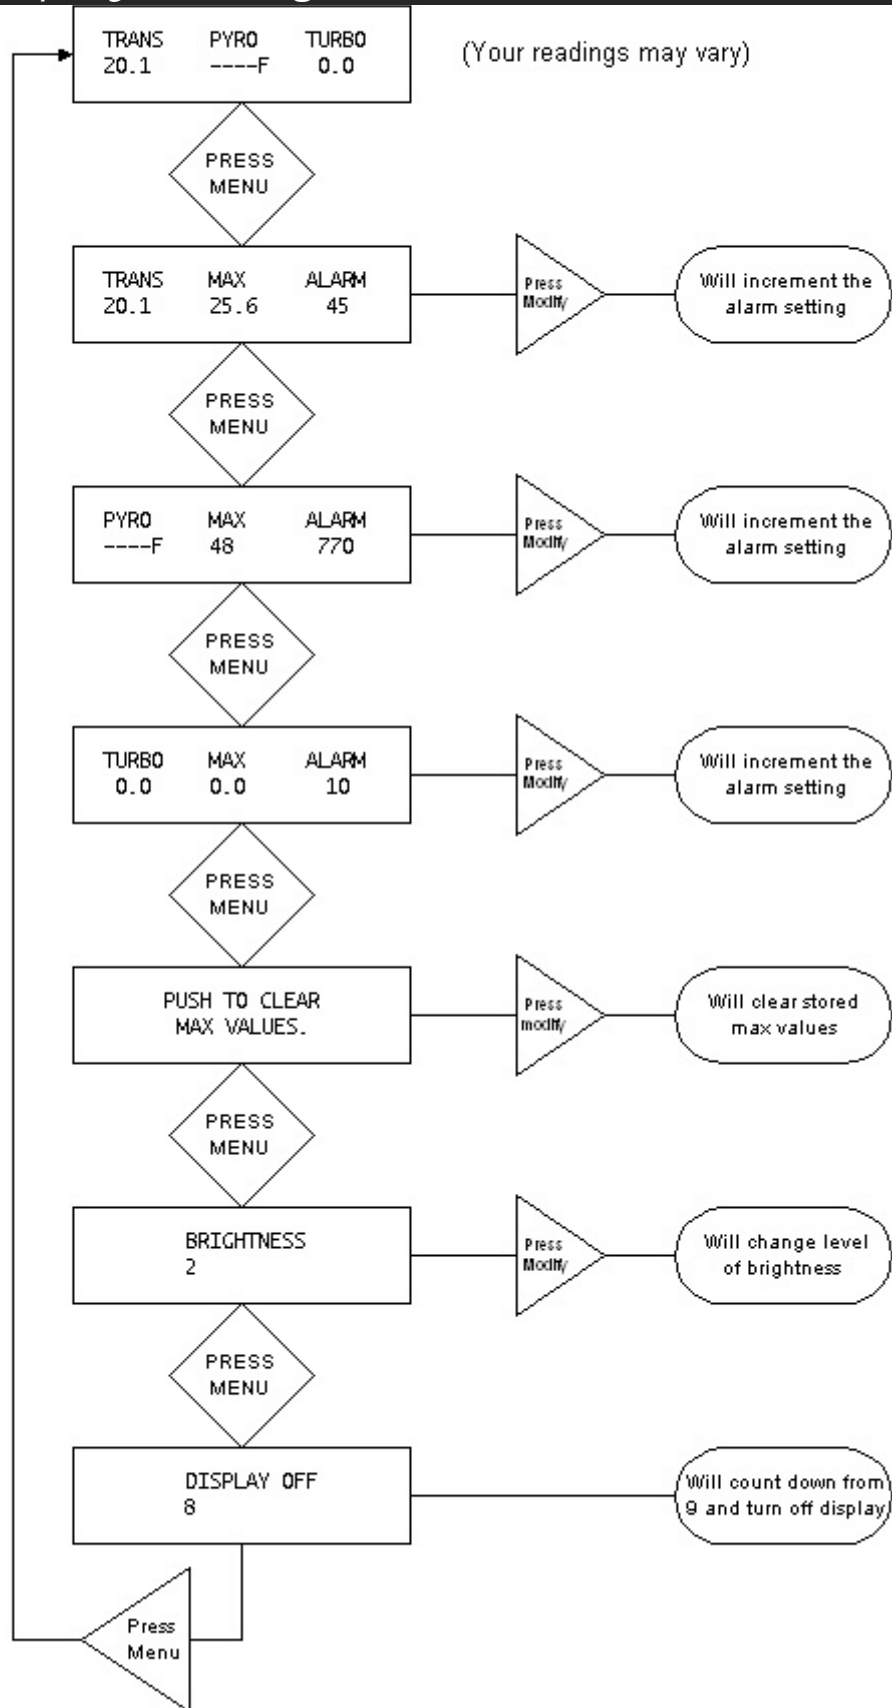 TRANS PYRO TURBO
20.1 ----F 0.0
(Your readings may vary)
PRESS
MENU
TRANS MAX ALARM
20.1 25.6 45
Press
Modify
Will increment the
alarm setting
PRESS
MENU
PYRO MAX ALARM
----F 48 770
Press
Modify
Will increment the
alarm setting
PRESS
MENU
TURBO MAX ALARM
0.0 0.0 10
Press
Modify
Will increment the
alarm setting
PRESS
MENU
PUSH TO CLEAR
MAX VALUES.
Press
modify
Will clear stored
max values
PRESS
MENU
BRIGHTNESS
2
Press
Modify
Will change level
of brightness
PRESS
MENU
DISPLAY OFF
8
Will count down from
9 and turn off display
Press
Menu